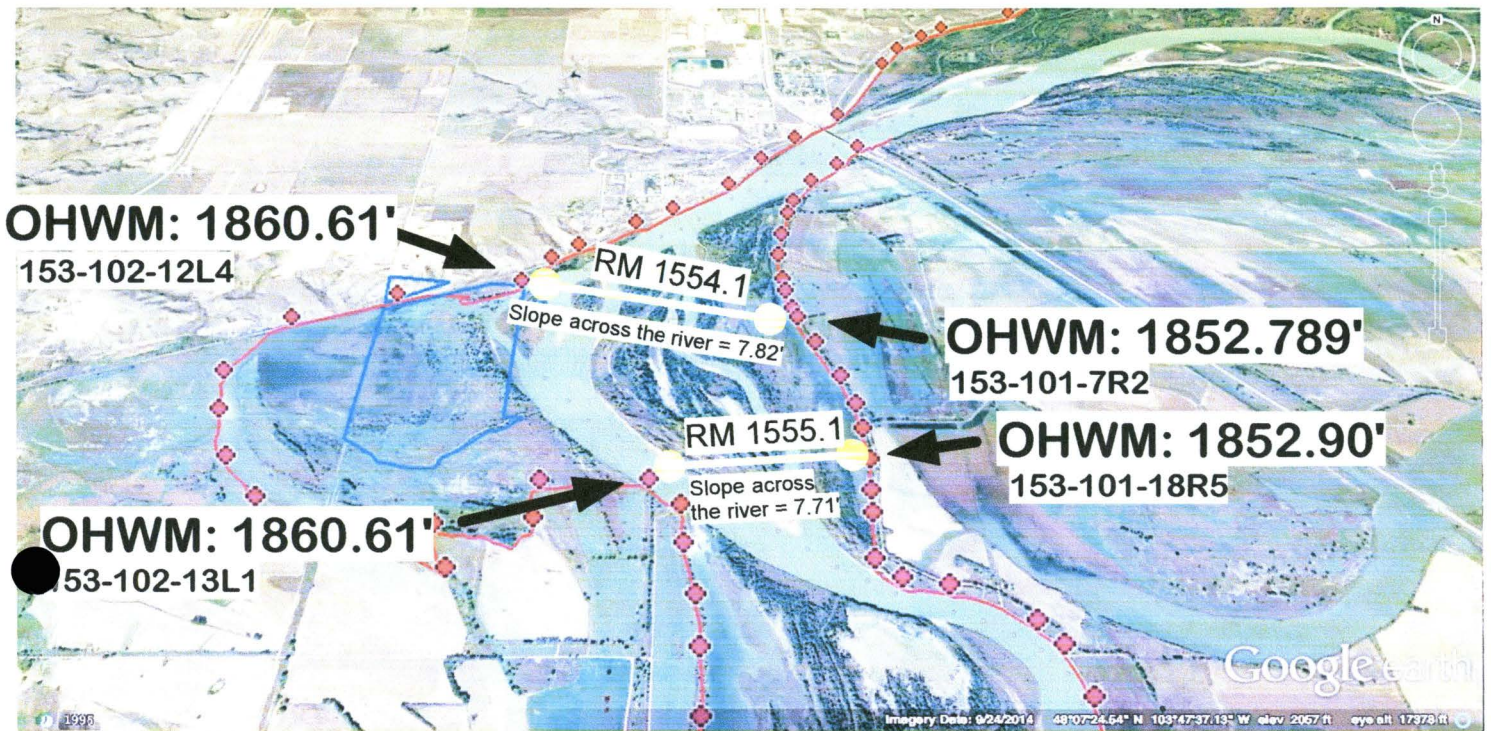 N
OHWM: 1860.61'
153-102-12L4
RM 1554.1
Slope across the river = 7.82'
OHWM: 1852.789'
153-101-7R2
RM 1555.1
Slope across
the river = 7.71'
OHWM: 1852.90'
153-101-18R5
OHWM: 1860.61'
53-102-13L1
Google earth
1995
Imagery Date: 9/24/2014 48°07'24.54" N 103°47'37.13" W elev 2057 ft eye alt 17378 ft